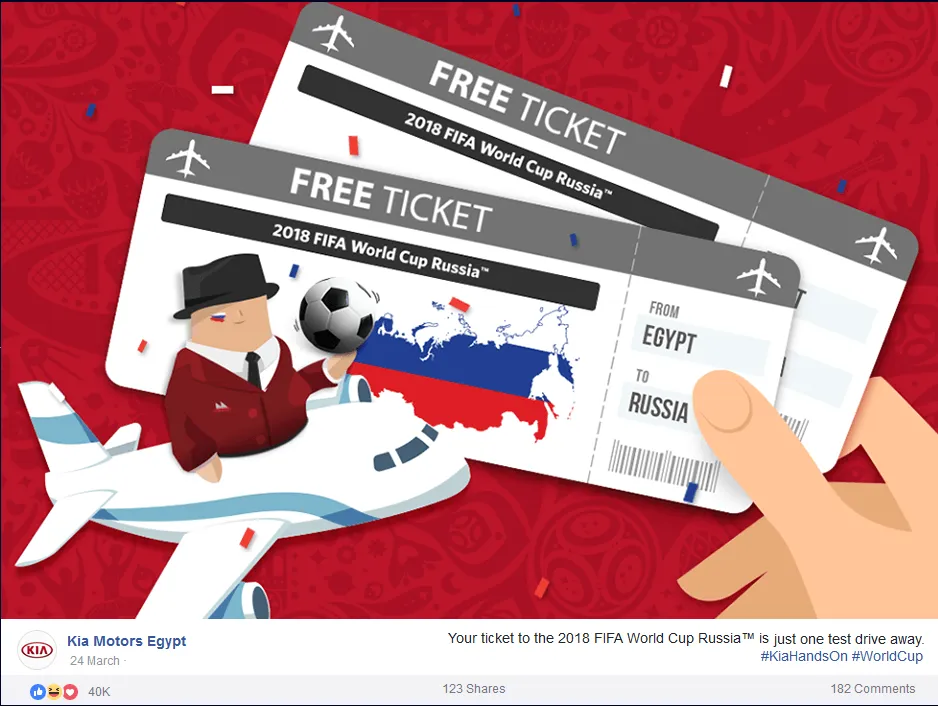 FREE TICKET
2018 FIFA World Cup Russia™
FREE TICKET
2018 FIFA World Cup Russia™
FROM
EGYPT
TO
RUSSIA
KIA
Kia Motors Egypt
24 March ·
Your ticket to the 2018 FIFA World Cup Russia™ is just one test drive away.
#KiaHandsOn #WorldCup
40K
123 Shares
182 Comments